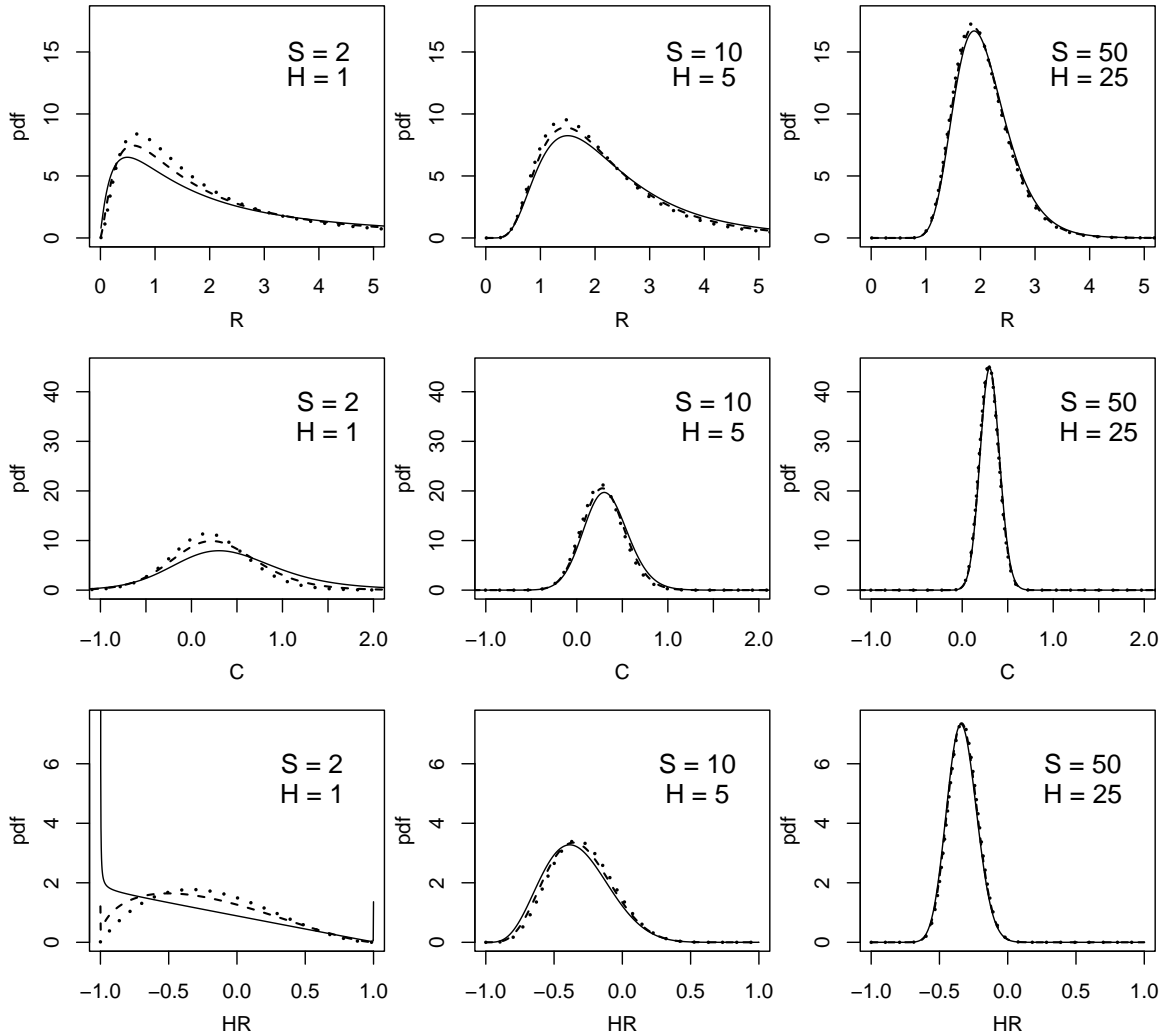 pdf
0 5 10 15
S = 2
H = 1
0 1 2 3 4 5
R
pdf
0 5 10 15
S = 10
H = 5
0 1 2 3 4 5
R
pdf
0 5 10 15
S = 50
H = 25
0 1 2 3 4 5
R
pdf
0 10 20 30 40
S = 2
H = 1
−1.0 0.0 1.0 2.0
C
pdf
0 10 20 30 40
S = 10
H = 5
−1.0 0.0 1.0 2.0
C
pdf
0 10 20 30 40
S = 50
H = 25
−1.0 0.0 1.0 2.0
C
pdf
0 2 4 6
S = 2
H = 1
−1.0 −0.5 0.0 0.5 1.0
HR
pdf
0 2 4 6
S = 10
H = 5
−1.0 −0.5 0.0 0.5 1.0
HR
pdf
0 2 4 6
S = 50
H = 25
−1.0 −0.5 0.0 0.5 1.0
HR